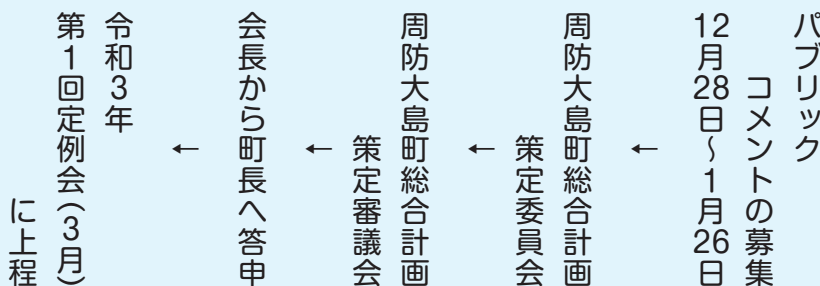 パブリック
コメントの募集
12月28日～1月26日
←
周防大島町総合計画
策定委員会
←
周防大島町総合計画
策定審議会
←
会長から町長へ答申
←
令和3年
第1回定例会(3月)
に上程